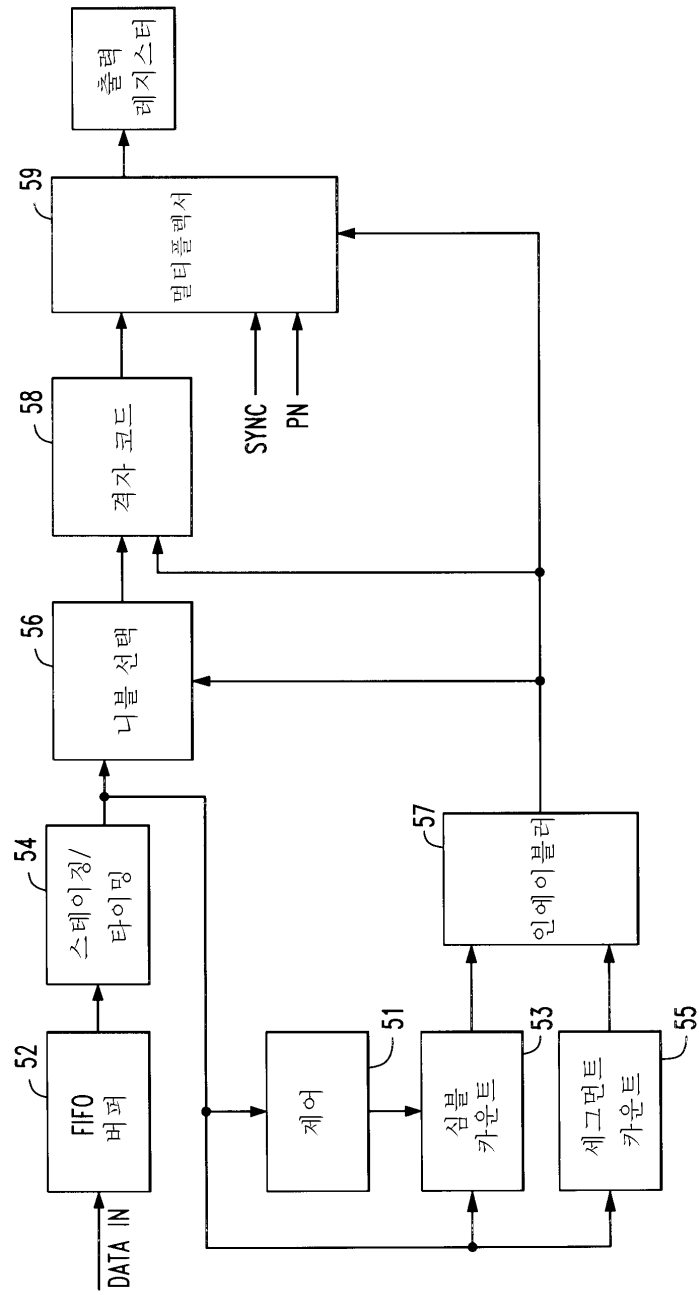 DATA IN
52
FIFO
버퍼
54
스테이징/
타이밍
56
니블 선택
58
격자 코드
59
멀티플렉서
출력
레지스터
SYNC
PN
51
제어
53
심볼
카운트
55
세그먼트
카운트
57
인에이블러